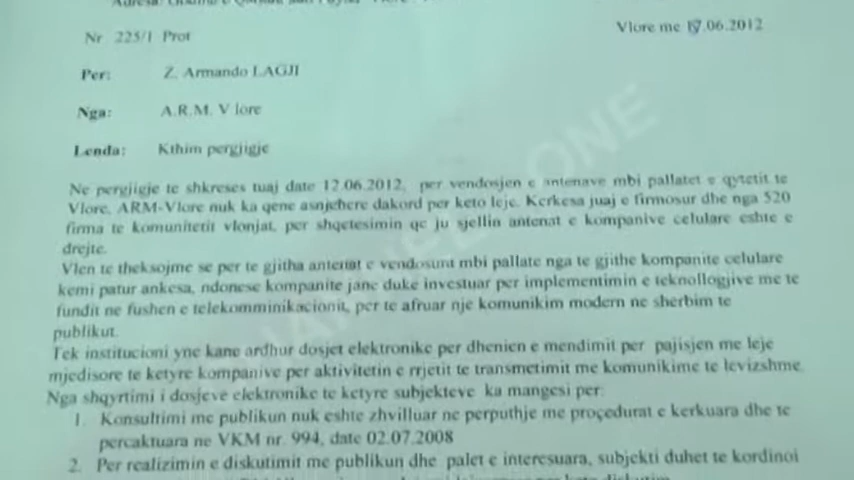 Nr 225/1 Prot
Vlore me 17.06.2012
Per: Z. Armando LAGJI
Nga: A.R.M. Vlore
Lenda: Kthim pergjigje
Ne pergjigje te shkreses tuaj date 12.06.2012, per vendosjen e antenave mbi pallatet e qytetit te
Vlore, ARM-Vlore nuk ka qene asnjehere dakord per keto leje. Kerkesa juaj e firmosur dhe nga 520
firma te komunitetit vlonjat, per shqetesimin qe ju sjellin antenat e kompanive celulare eshte e
drejte.
Vlen te theksojme se per te gjitha antenat e vendosura mbi pallate nga te gjithe kompanite celulare
kemi patur ankesa, ndonese kompanite jane duke investuar per implementimin e teknollogjive me te
fundit ne fushen e telekomminikacionit, per te afruar nje komunikim modern ne sherbim te
publikut.
Tek institucioni yne kane ardhur dosjet elektronike per dhenien e mendimit per pajisjen me leje
mjedisore te ketyre kompanive per aktivitetin e rrjetit te transmetimit me komunikime te levizshme.
Nga shqyrtimi i dosjeve elektronike te ketyre subjekteve ka mangesi per:
1. Konsultimi me publikun nuk eshte zhvilluar ne perputhje me proçedurat e kerkuara dhe te
percaktuara ne VKM nr. 994, date 02.07.2008
2. Per realizimin e diskutimit me publikun dhe palet e interesuara, subjekti duhet te kordinoi